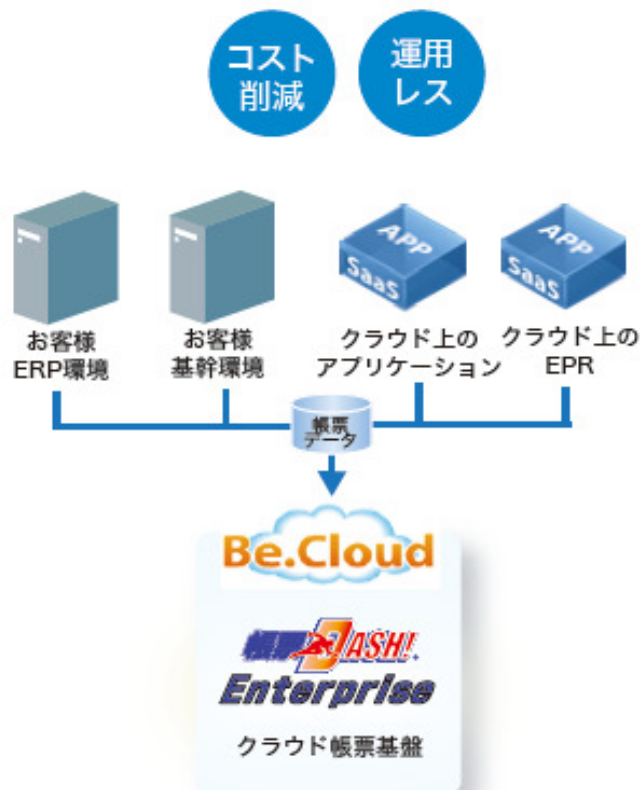 コスト
削減
運用
レス
APP
SaaS
APP
SaaS
お客様
ERP環境
お客様
基幹環境
クラウド上の
アプリケーション
クラウド上の
EPR
帳票
データ
Be.Cloud
帳票DASH!
Enterprise
クラウド帳票基盤